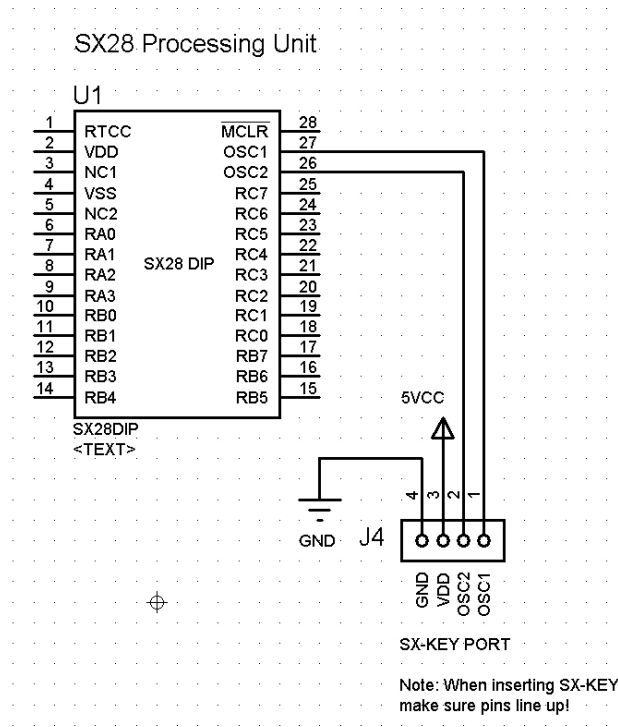 SX28 Processing Unit
U1
1 RTCC MCLR 28
2 VDD OSC1 27
3 NC1 OSC2 26
4 VSS RC7 25
5 NC2 RC6 24
6 RA0 RC5 23
7 RA1 RC4 22
8 RA2 RC3 21
9 RA3 RC2 20
10 RB0 RC1 19
11 RB1 RC0 18
12 RB2 RB7 17
13 RB3 RB6 16
14 RB4 RB5 15
SX28 DIP
SX28DIP
<TEXT>
5VCC
GND
J4
4 3 2 1
GND VDD OSC2 OSC1
SX-KEY PORT
Note: When inserting SX-KEY
make sure pins line up!